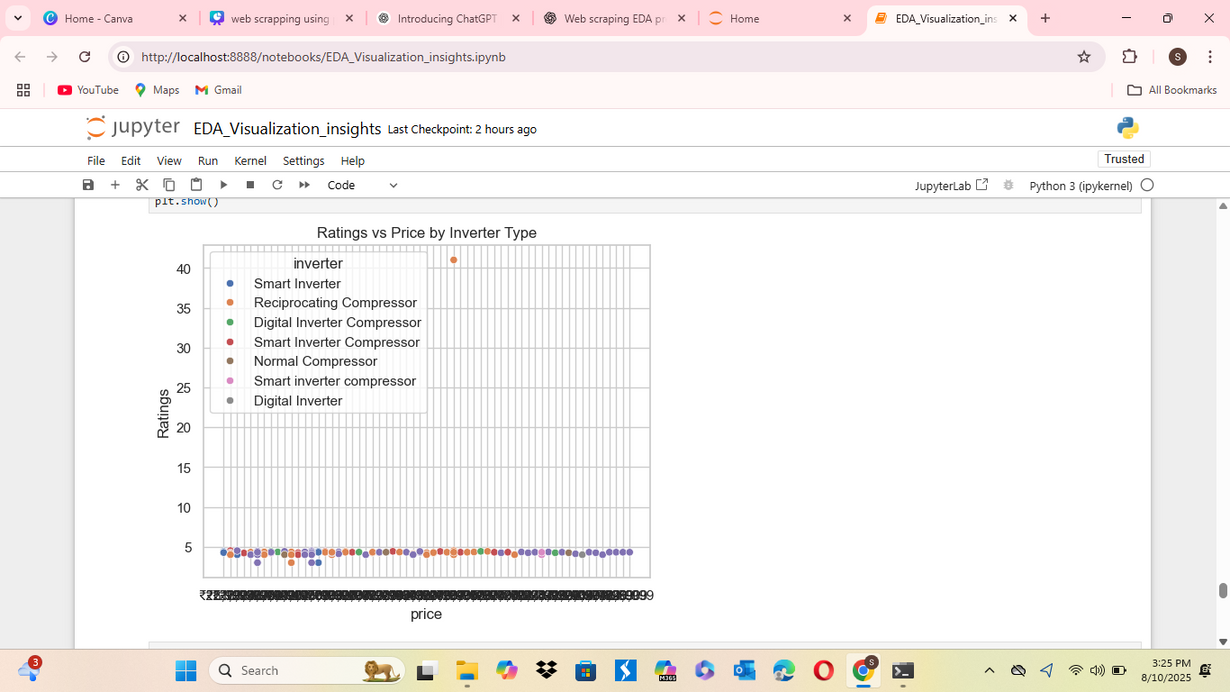 Home - Canva
web scrapping using
Introducing ChatGPT
Web scraping EDA pr
Home
EDA_Visualization_ins
http://localhost:8888/notebooks/EDA_Visualization_insights.ipynb
S
YouTube
Maps
Gmail
All Bookmarks
jupyter
EDA_Visualization_insights
Last Checkpoint: 2 hours ago
File Edit View Run Kernel Settings Help
Trusted
Code
JupyterLab
Python 3 (ipykernel)
plt.show()
Ratings vs Price by Inverter Type
inverter
Smart Inverter
Reciprocating Compressor
Digital Inverter Compressor
Smart Inverter Compressor
Normal Compressor
Smart inverter compressor
Digital Inverter
40
35
30
25
20
15
10
5
Ratings
price
3
Search
M365
S
3:25 PM
8/10/2025